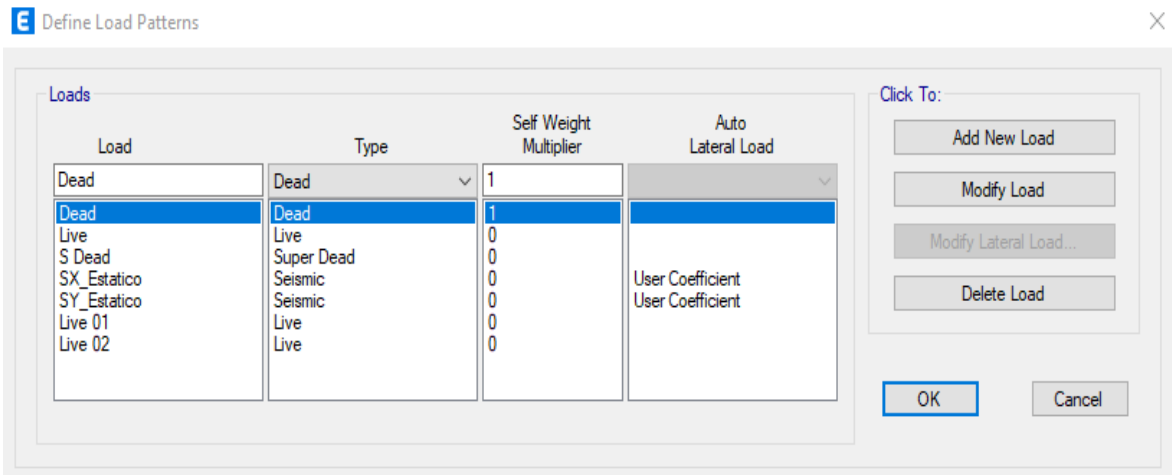 E Define Load Patterns
Loads
Click To:
Load Type Self Weight Multiplier Auto Lateral Load
Dead Dead 1
Dead Dead 1
Live Live 0
S Dead Super Dead 0
SX_Estatico Seismic 0 User Coefficient
SY_Estatico Seismic 0 User Coefficient
Live 01 Live 0
Live 02 Live 0
Add New Load
Modify Load
Modify Lateral Load...
Delete Load
OK Cancel